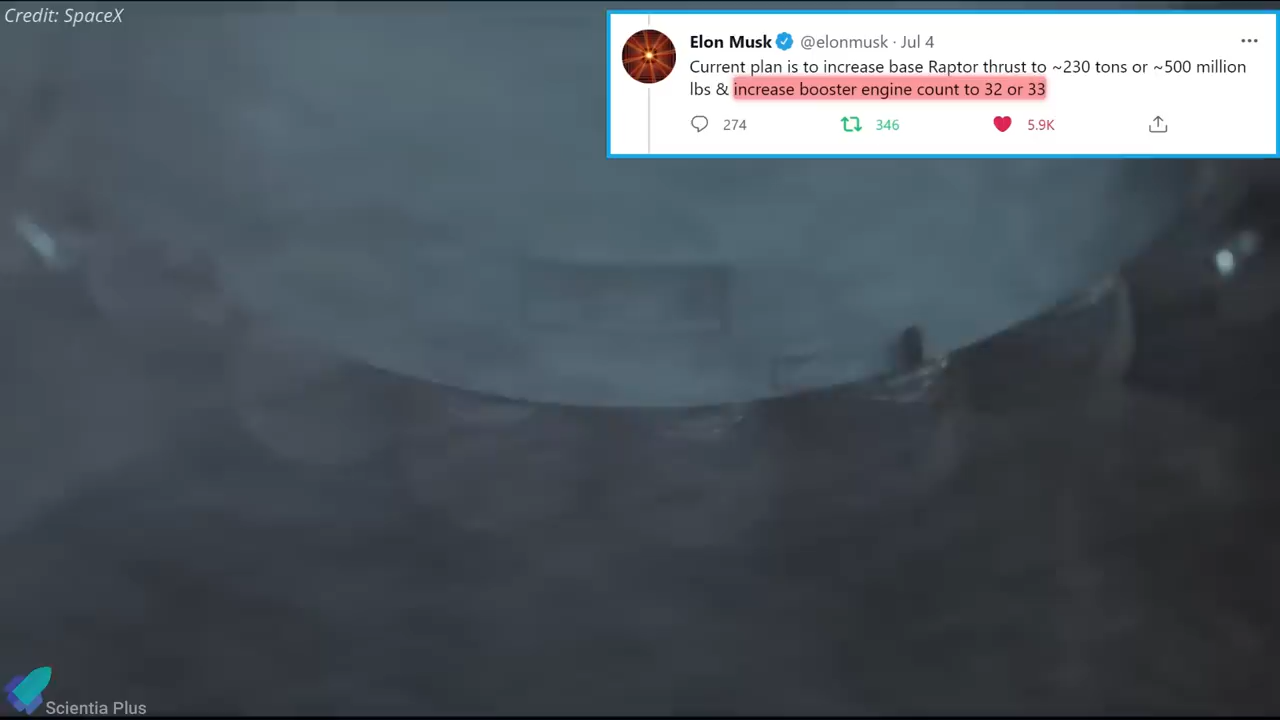 Credit: SpaceX
Elon Musk @elonmusk · Jul 4
Current plan is to increase base Raptor thrust to ~230 tons or ~500 million
lbs & increase booster engine count to 32 or 33
274 346 5.9K
Scientia Plus